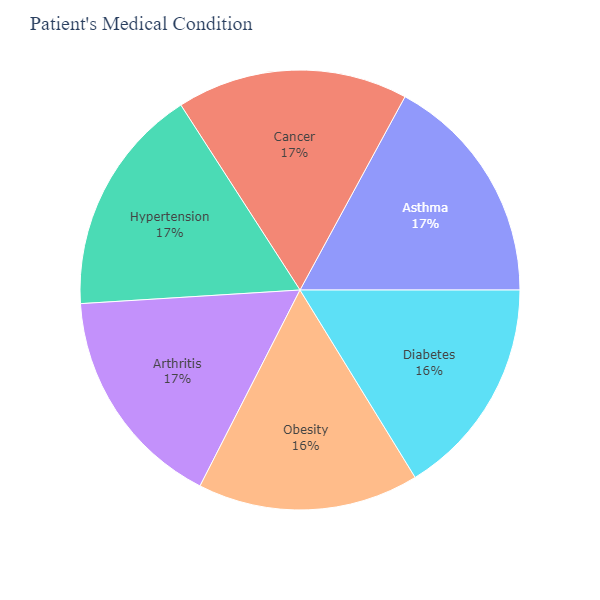 Patient's Medical Condition
Cancer
17%
Asthma
17%
Hypertension
17%
Diabetes
16%
Arthritis
17%
Obesity
16%